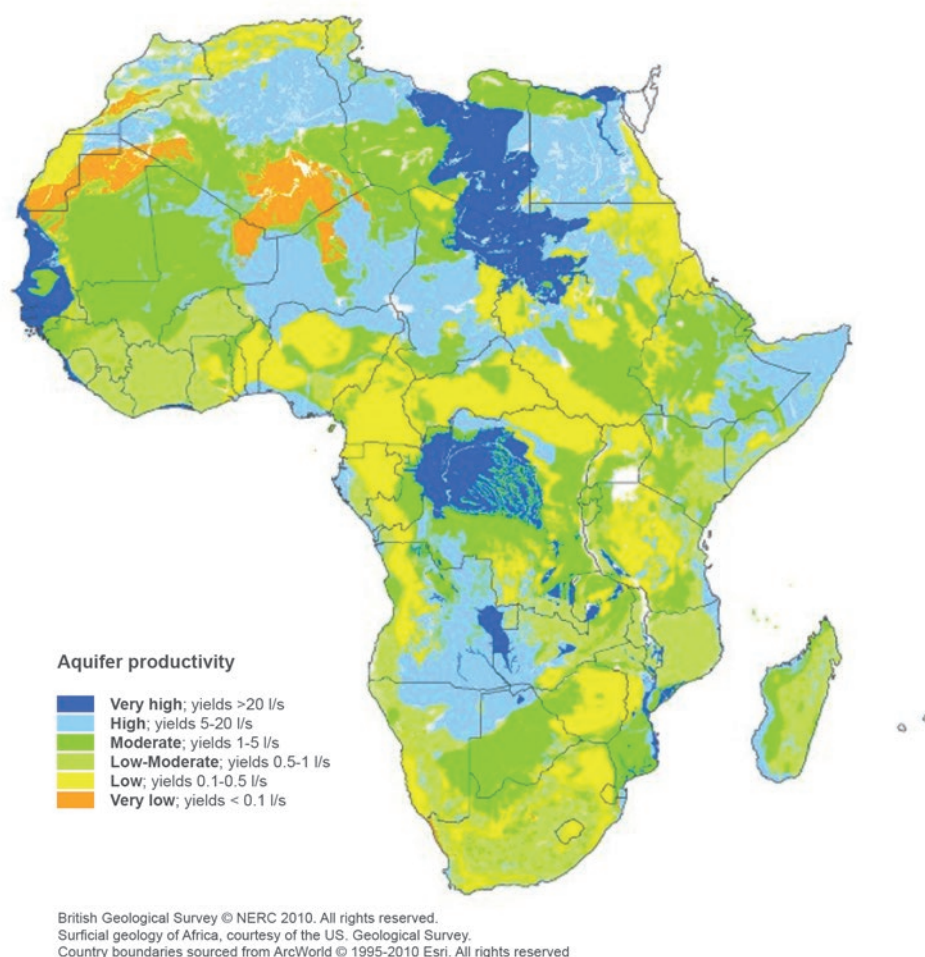 Aquifer productivity
Very high; yields >20 l/s
High; yields 5-20 l/s
Moderate; yields 1-5 l/s
Low-Moderate; yields 0.5-1 l/s
Low; yields 0.1-0.5 l/s
Very low; yields < 0.1 l/s
British Geological Survey © NERC 2010. All rights reserved.
Surficial geology of Africa, courtesy of the US. Geological Survey.
Country boundaries sourced from ArcWorld © 1995-2010 Esri. All rights reserved